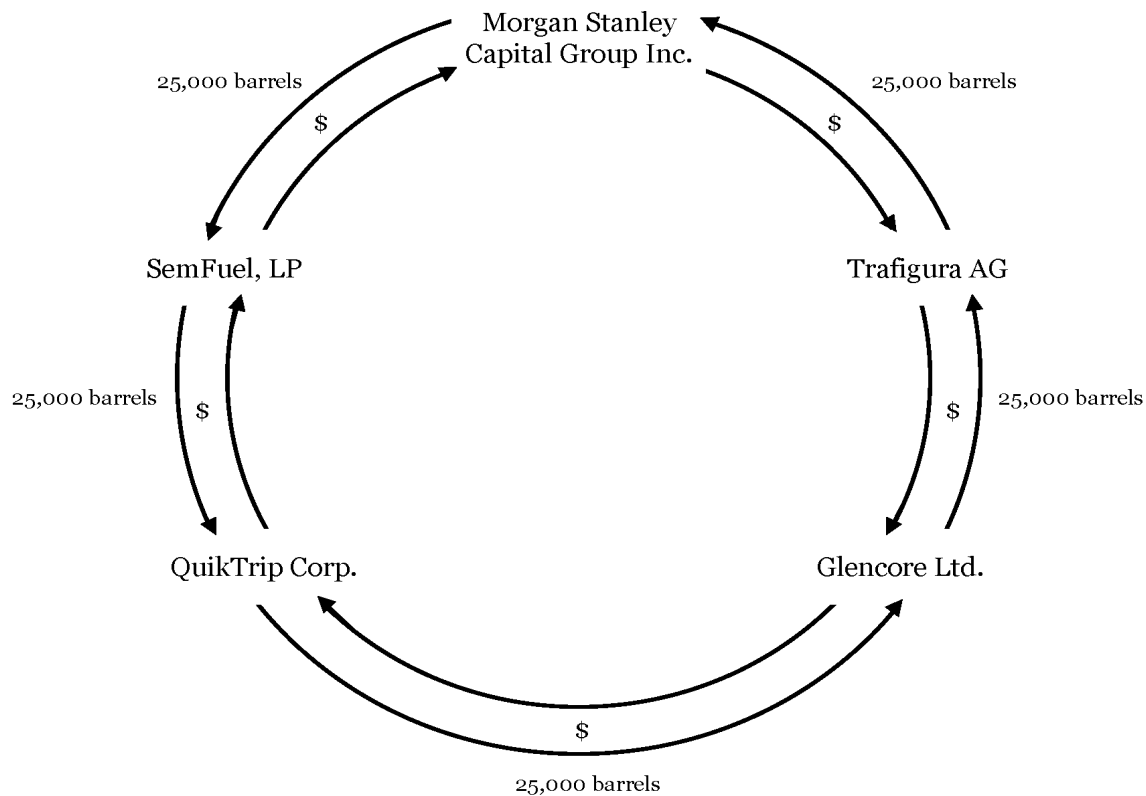 Morgan Stanley
Capital Group Inc.
25,000 barrels
25,000 barrels
$
$
SemFuel, LP
Trafigura AG
25,000 barrels
$
$
25,000 barrels
QuikTrip Corp.
Glencore Ltd.
$
25,000 barrels